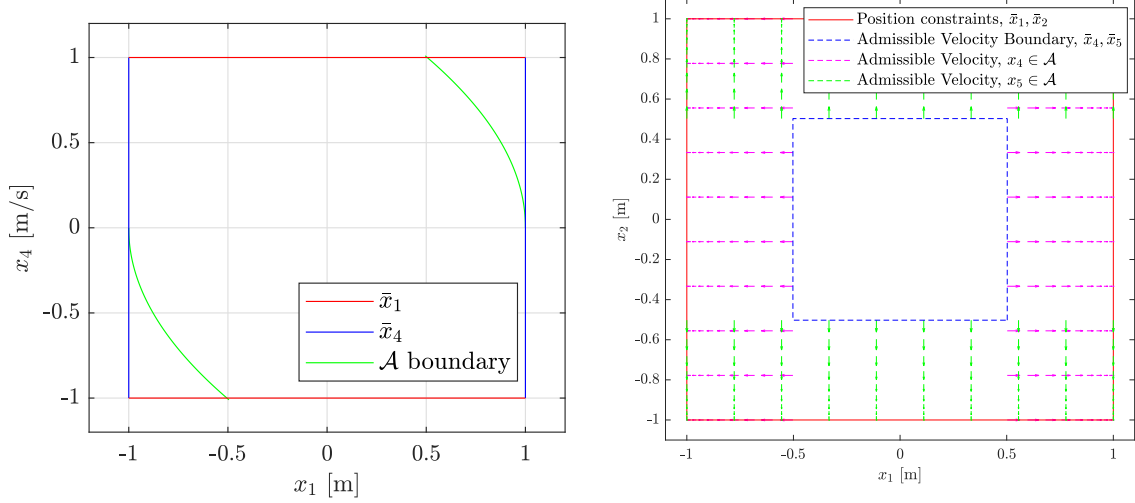 1
0.5
0
-0.5
-1
x₄ [m/s]
x̄₁
x̄₄
𝒜 boundary
-1
-0.5
0
0.5
1
x₁ [m]
1
0.8
0.6
0.4
0.2
0
-0.2
-0.4
-0.6
-0.8
-1
x₂ [m]
Position constraints, x̄₁, x̄₂
Admissible Velocity Boundary, x̄₄, x̄₅
Admissible Velocity, x₄ ∈ 𝒜
Admissible Velocity, x₅ ∈ 𝒜
-1
-0.5
0
0.5
1
x₁ [m]